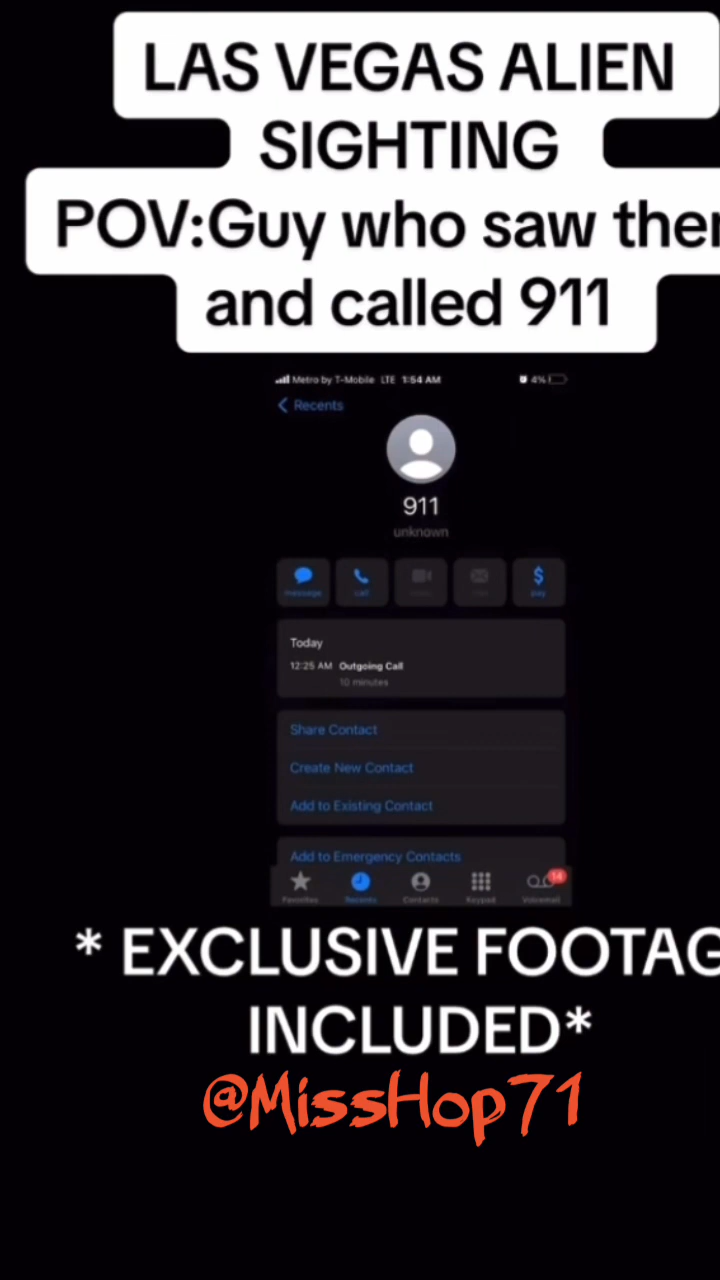 LAS VEGAS ALIEN
SIGHTING
POV:Guy who saw
and called 911
Metro by T-Mobile LTE 1:54 AM 4%
Recents
911
unknown
message call pay
Today
12:25 AM Outgoing Call
10 minutes
Share Contact
Create New Contact
Add to Existing Contact
Add to Emergency Contacts
14
Favorites Recents Contacts Keypad Voicemail
* EXCLUSIVE FOOTAG
INCLUDED*
@MissHop71